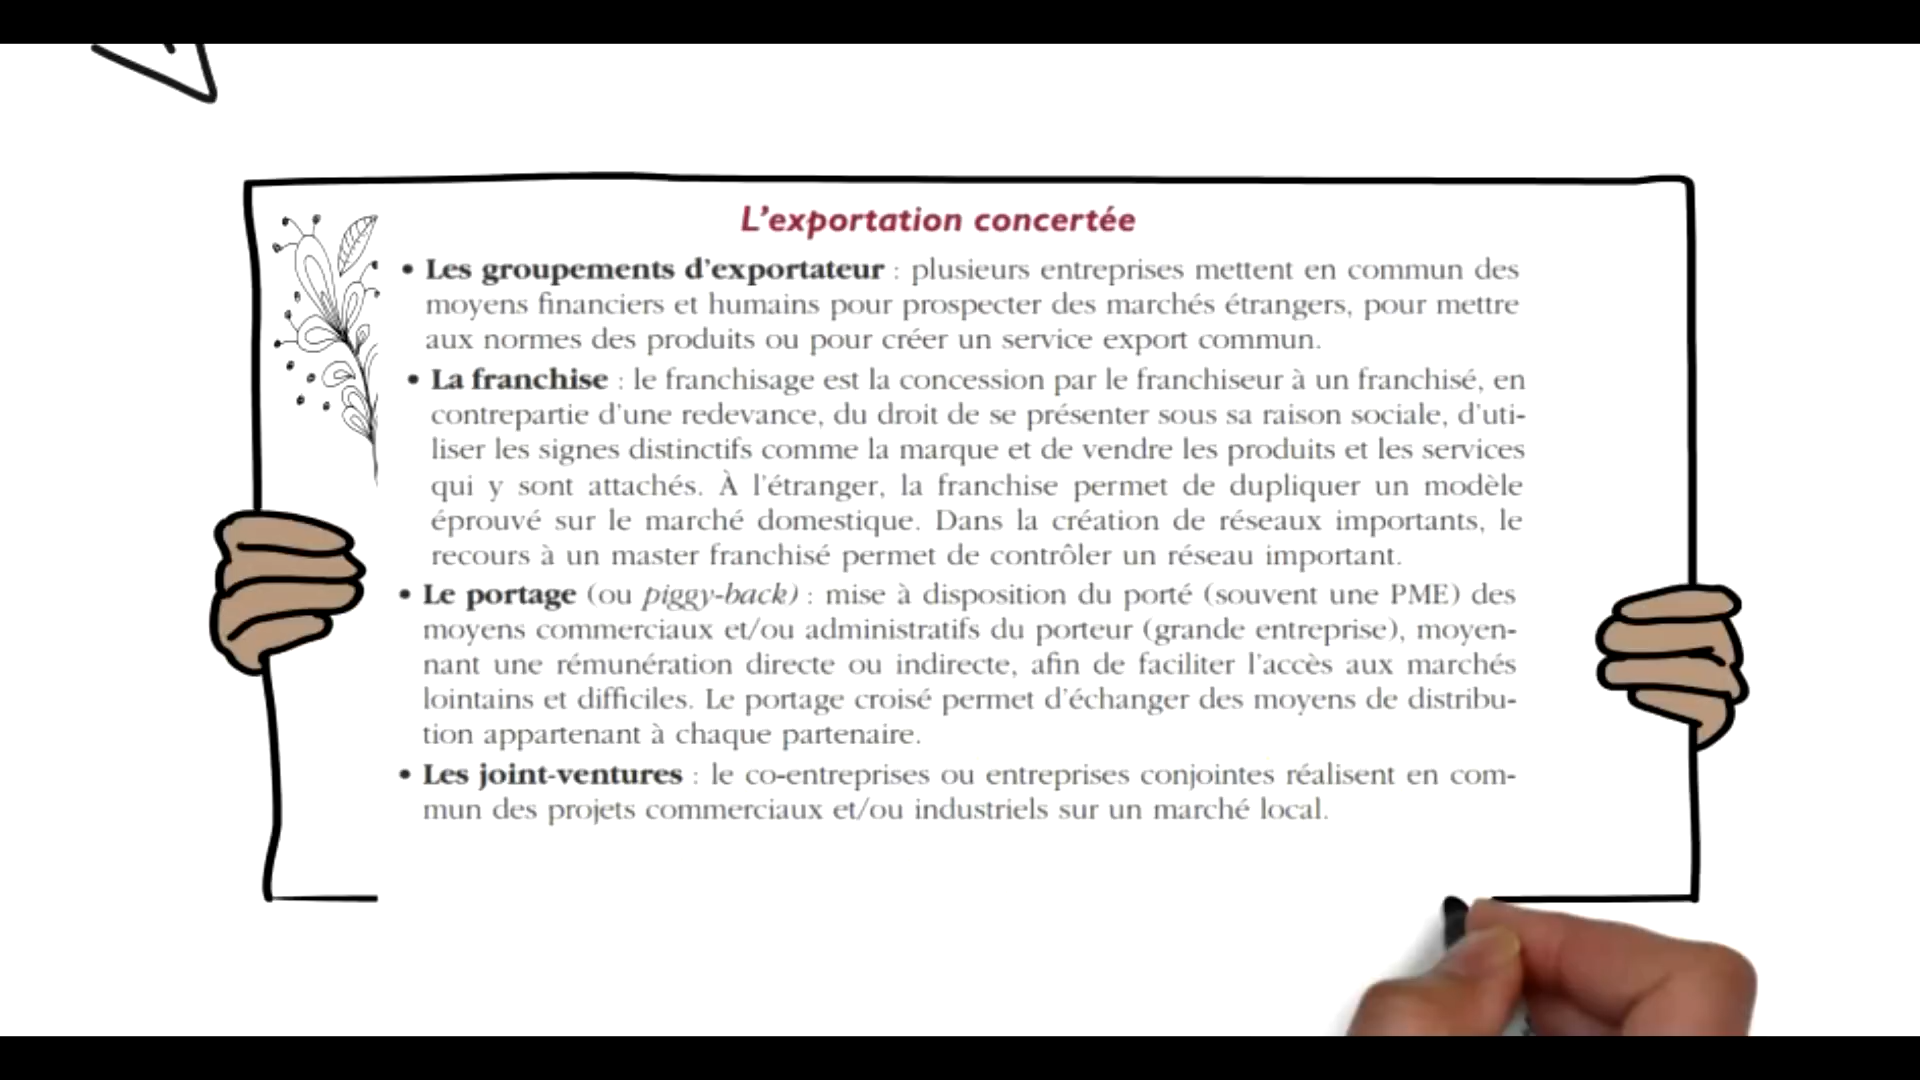 L'exportation concertée
• Les groupements d'exportateur : plusieurs entreprises mettent en commun des
moyens financiers et humains pour prospecter des marchés étrangers, pour mettre
aux normes des produits ou pour créer un service export commun.
• La franchise : le franchisage est la concession par le franchiseur à un franchisé, en
contrepartie d'une redevance, du droit de se présenter sous sa raison sociale, d'uti-
liser les signes distinctifs comme la marque et de vendre les produits et les services
qui y sont attachés. À l'étranger, la franchise permet de dupliquer un modèle
éprouvé sur le marché domestique. Dans la création de réseaux importants, le
recours à un master franchisé permet de contrôler un réseau important.
• Le portage (ou piggy-back) : mise à disposition du porté (souvent une PME) des
moyens commerciaux et/ou administratifs du porteur (grande entreprise), moyen-
nant une rémunération directe ou indirecte, afin de faciliter l'accès aux marchés
lointains et difficiles. Le portage croisé permet d'échanger des moyens de distribu-
tion appartenant à chaque partenaire.
• Les joint-ventures : le co-entreprises ou entreprises conjointes réalisent en com-
mun des projets commerciaux et/ou industriels sur un marché local.